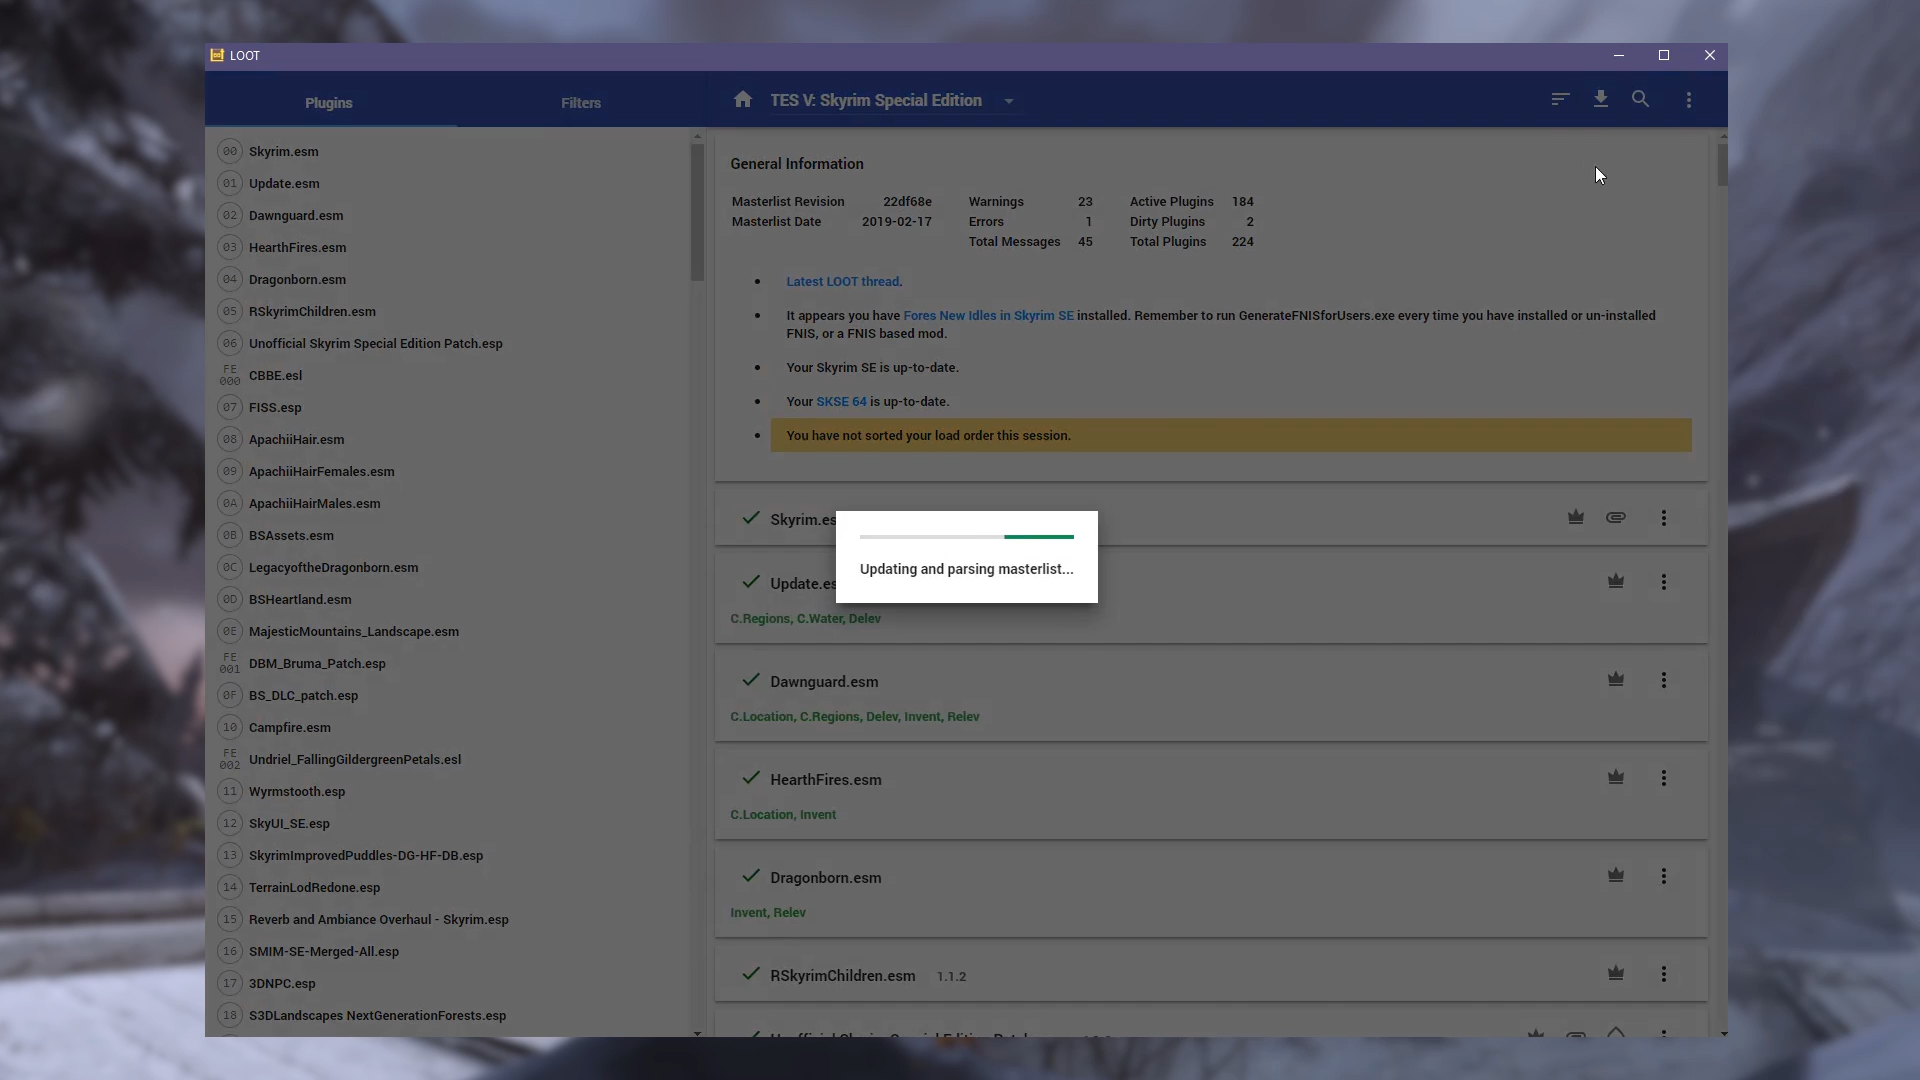 LOOT
Plugins
Filters
TES V: Skyrim Special Edition
00 Skyrim.esm
01 Update.esm
02 Dawnguard.esm
03 HearthFires.esm
04 Dragonborn.esm
05 RSkyrimChildren.esm
06 Unofficial Skyrim Special Edition Patch.esp
FE 000 CBBE.esl
07 FISS.esp
08 ApachiiHair.esm
09 ApachiiHairFemales.esm
0A ApachiiHairMales.esm
0B BSAssets.esm
0C LegacyoftheDragonborn.esm
0D BSHeartland.esm
0E MajesticMountains_Landscape.esm
FE 001 DBM_Bruma_Patch.esp
0F BS_DLC_patch.esp
10 Campfire.esm
FE 002 Undriel_FallingGildergreenPetals.esl
11 Wyrmstooth.esp
12 SkyUI_SE.esp
13 SkyrimImprovedPuddles-DG-HF-DB.esp
14 TerrainLodRedone.esp
15 Reverb and Ambiance Overhaul - Skyrim.esp
16 SMIM-SE-Merged-All.esp
17 3DNPC.esp
18 S3DLandscapes NextGenerationForests.esp
General Information
Masterlist Revision 22df68e Warnings 23 Active Plugins 184
Masterlist Date 2019-02-17 Errors 1 Dirty Plugins 2
Total Messages 45 Total Plugins 224
Latest LOOT thread.
It appears you have Fores New Idles in Skyrim SE installed. Remember to run GenerateFNISforUsers.exe every time you have installed or un-installed
FNIS, or a FNIS based mod.
Your Skyrim SE is up-to-date.
Your SKSE 64 is up-to-date.
You have not sorted your load order this session.
Skyrim.es
Updating and parsing masterlist...
Update.es
C.Regions, C.Water, Delev
Dawnguard.esm
C.Location, C.Regions, Delev, Invent, Relev
HearthFires.esm
C.Location, Invent
Dragonborn.esm
Invent, Relev
RSkyrimChildren.esm 1.1.2